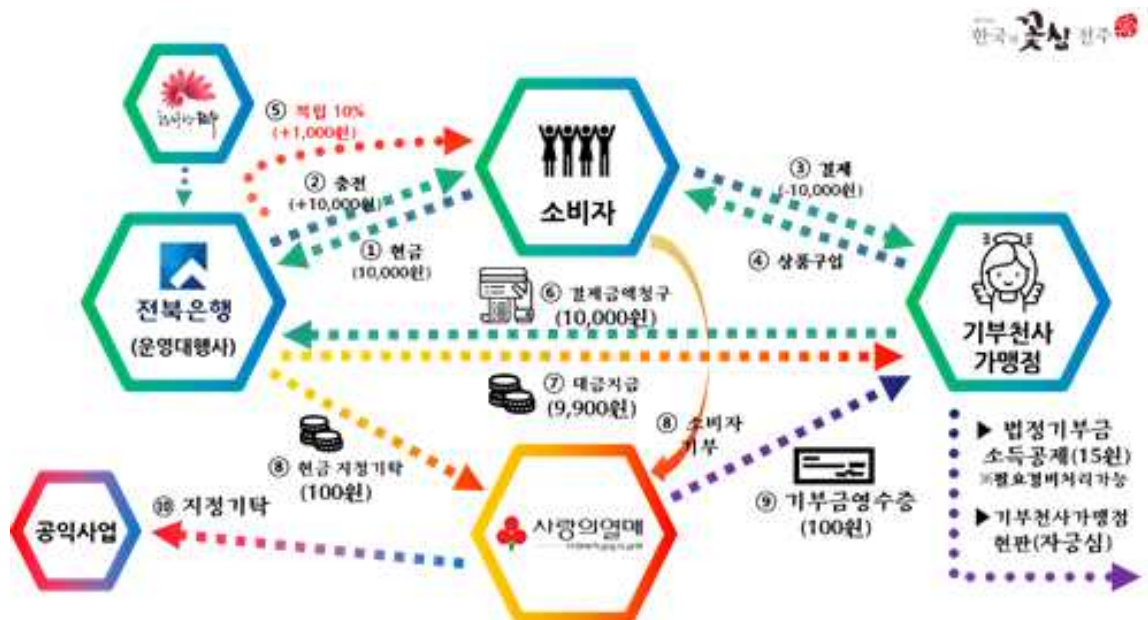 한국의 꽃심 전주
⑤ 적립 10%
(+1,000원)
② 충전
(+10,000원)
① 현금
(10,000원)
소비자
③ 결제
(-10,000원)
④ 상품구입
전북은행
(운영대행사)
⑥ 결제금액청구
(10,000원)
기부천사
가맹점
⑦ 대금지급
(9,900원)
⑧ 현금 지정기탁
(100원)
⑧ 소비자
기부
▶ 법정기부금
소득공제(15원)
※필요경비처리가능
▶기부천사가맹점
현판(자긍심)
⑨ 기부금영수증
(100원)
⑩ 지정기탁
공익사업
사랑의열매